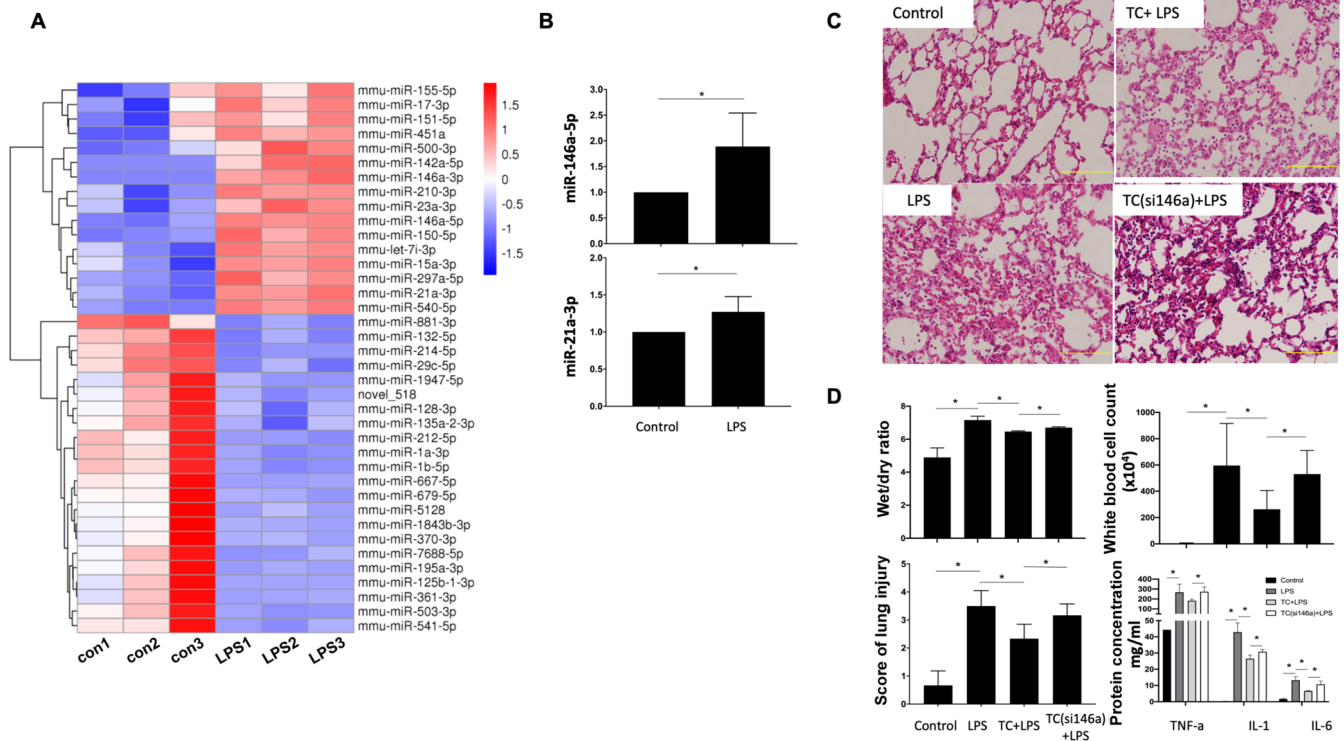 A
mmu-miR-155-5p
mmu-miR-17-3p
mmu-miR-151-5p
mmu-miR-451a
mmu-miR-500-3p
mmu-miR-142a-5p
mmu-miR-146a-3p
mmu-miR-210-3p
mmu-miR-23a-3p
mmu-miR-146a-5p
mmu-miR-150-5p
mmu-let-7i-3p
mmu-miR-15a-3p
mmu-miR-297a-5p
mmu-miR-21a-3p
mmu-miR-540-5p
mmu-miR-881-3p
mmu-miR-132-5p
mmu-miR-214-5p
mmu-miR-29c-5p
mmu-miR-1947-5p
novel_518
mmu-miR-128-3p
mmu-miR-135a-2-3p
mmu-miR-212-5p
mmu-miR-1a-3p
mmu-miR-1b-5p
mmu-miR-667-5p
mmu-miR-679-5p
mmu-miR-5128
mmu-miR-1843b-3p
mmu-miR-370-3p
mmu-miR-7688-5p
mmu-miR-195a-3p
mmu-miR-125b-1-3p
mmu-miR-361-3p
mmu-miR-503-3p
mmu-miR-541-5p
con1 con2 con3 LPS1 LPS2 LPS3
1.5
1
0.5
0
-0.5
-1
-1.5
B
miR-146a-5p
3.0
2.5
2.0
1.5
1.0
0.5
0.0
*
miR-21a-3p
2.0
1.5
1.0
0.5
0.0
*
Control LPS
C
Control
TC+ LPS
LPS
TC(si146a)+LPS
D
Wet/dry ratio
8
6
4
2
0
* * *
White blood cell count
(x10⁴)
1000
800
600
400
200
0
* * *
Score of lung injury
5
4
3
2
1
0
* * *
Control LPS TC+LPS TC(si146a)
+LPS
Protein concentration
mg/ml
400
300
200
100
50
40
30
20
10
0
* *
* * *
* * *
Control
LPS
TC+LPS
TC(si146a)+LPS
TNF-a IL-1 IL-6